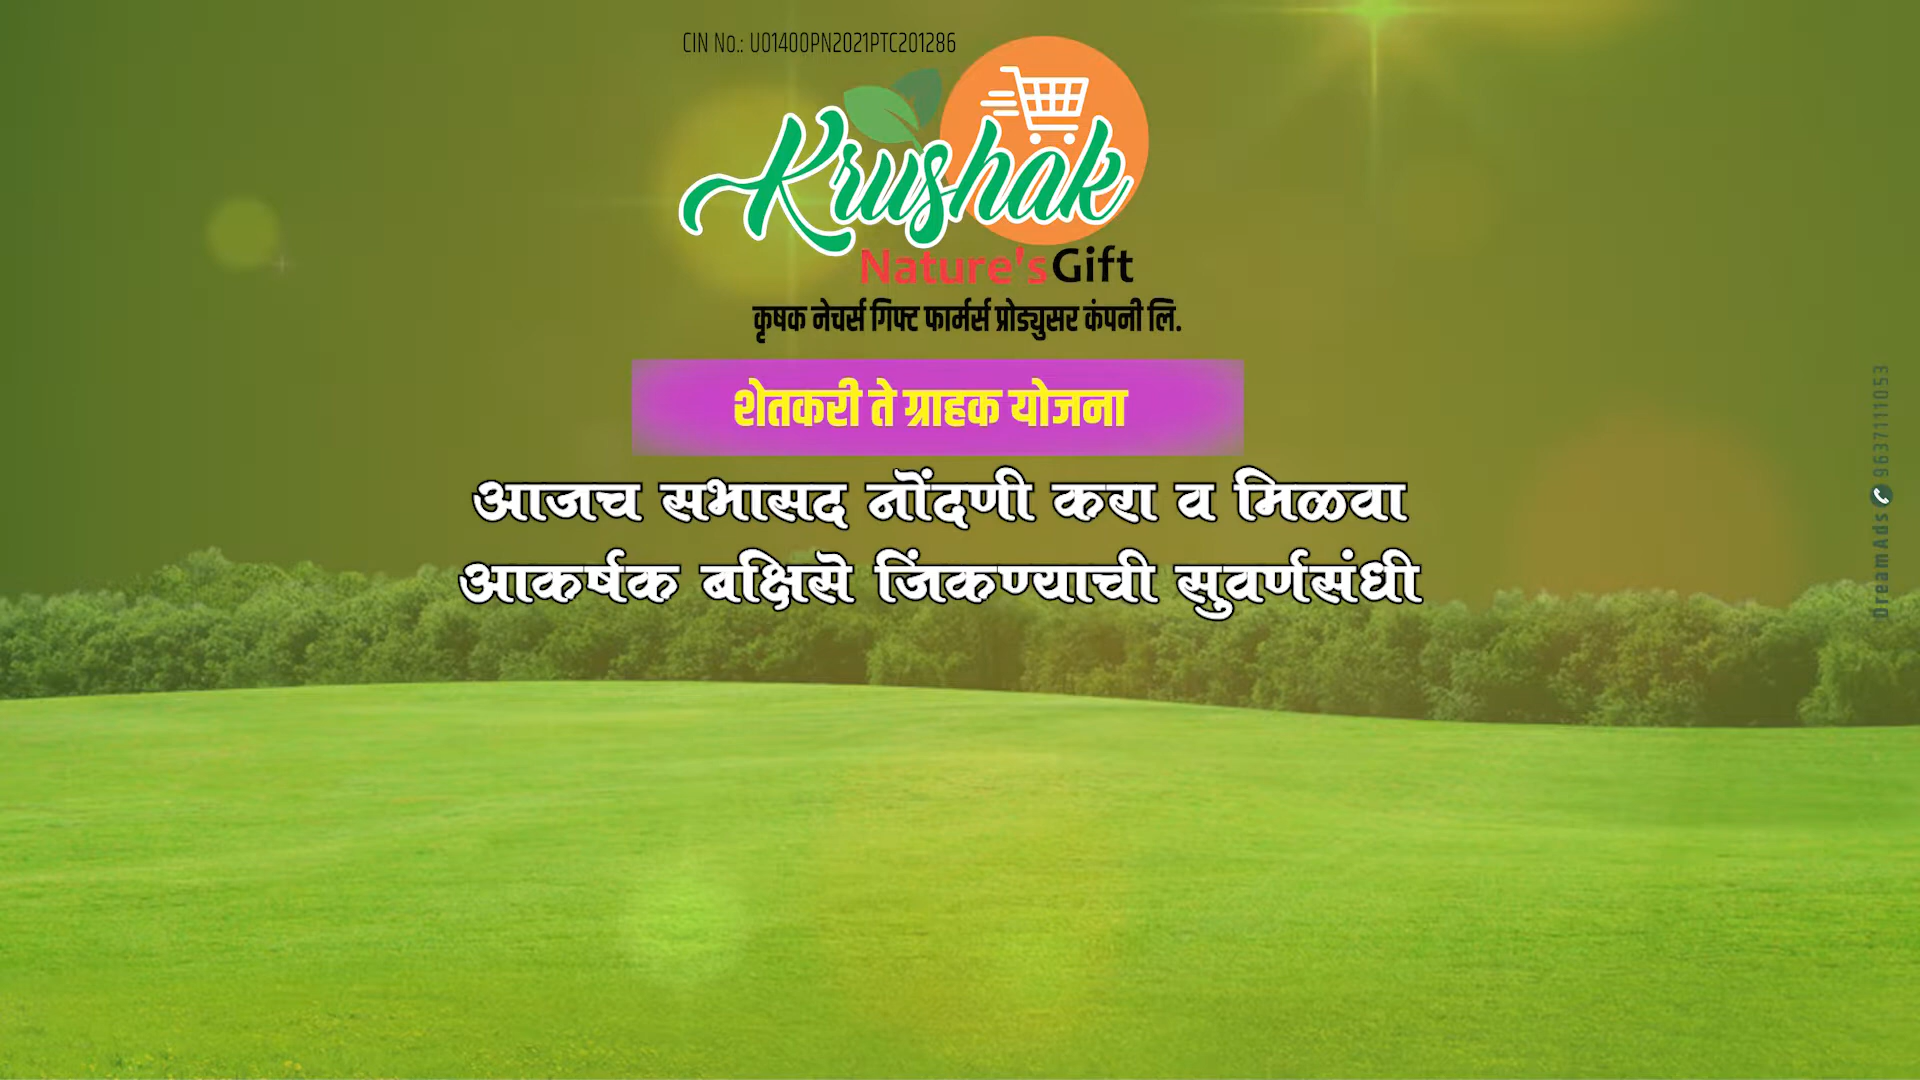 CIN No.: U01400PN2021PTC201286
Krushak
Nature's Gift
कृषक नेचर्स गिफ्ट फार्मर्स प्रोड्युसर कंपनी लि.
शेतकरी ते ग्राहक योजना
आजच सभासद नोंदणी करा व मिळवा
आकर्षक बक्षिसे जिंकण्याची सुवर्णसंधी
DreamAds 9637111053